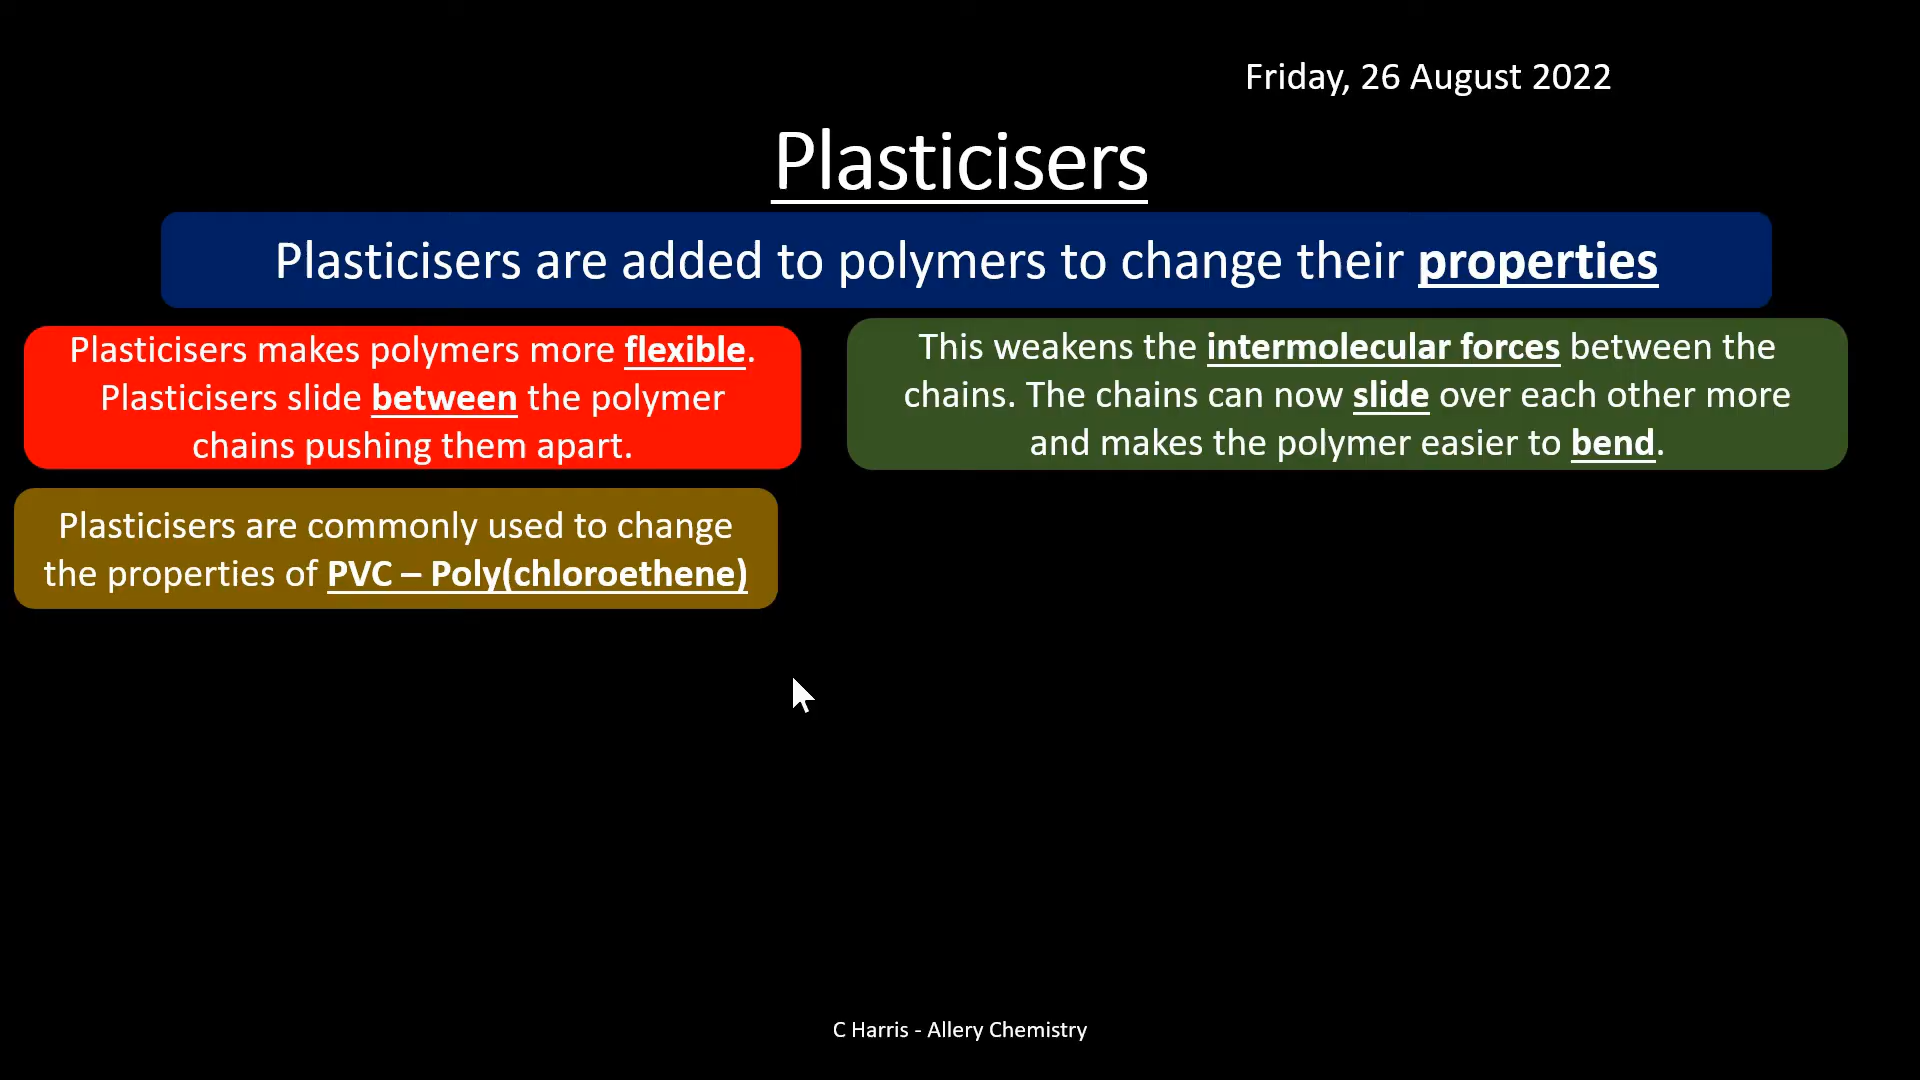 Friday, 26 August 2022
Plasticisers
Plasticisers are added to polymers to change their properties
Plasticisers makes polymers more flexible.
Plasticisers slide between the polymer
chains pushing them apart.
This weakens the intermolecular forces between the
chains. The chains can now slide over each other more
and makes the polymer easier to bend.
Plasticisers are commonly used to change
the properties of PVC – Poly(chloroethene)
C Harris - Allery Chemistry